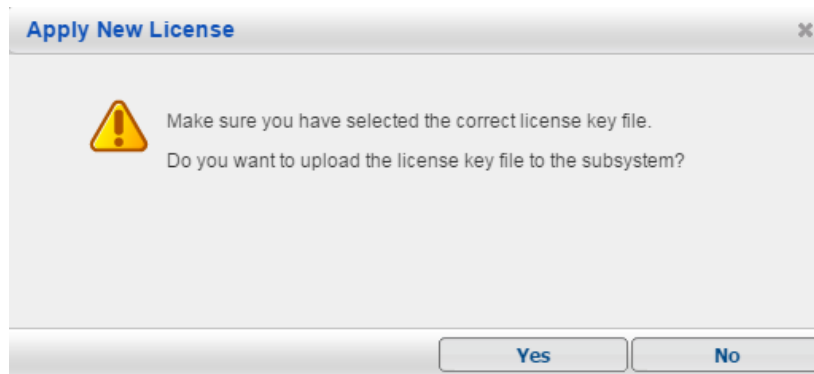 Apply New License
Make sure you have selected the correct license key file.
Do you want to upload the license key file to the subsystem?
Yes
No